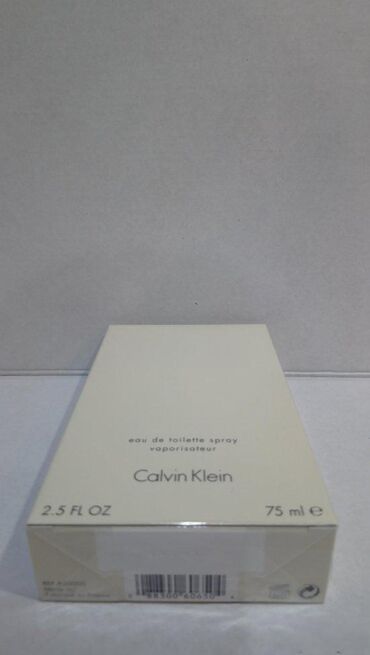 eau de toilette spray
vaporisateur
Calvin Klein
2.5 FL OZ 75 ml ℮